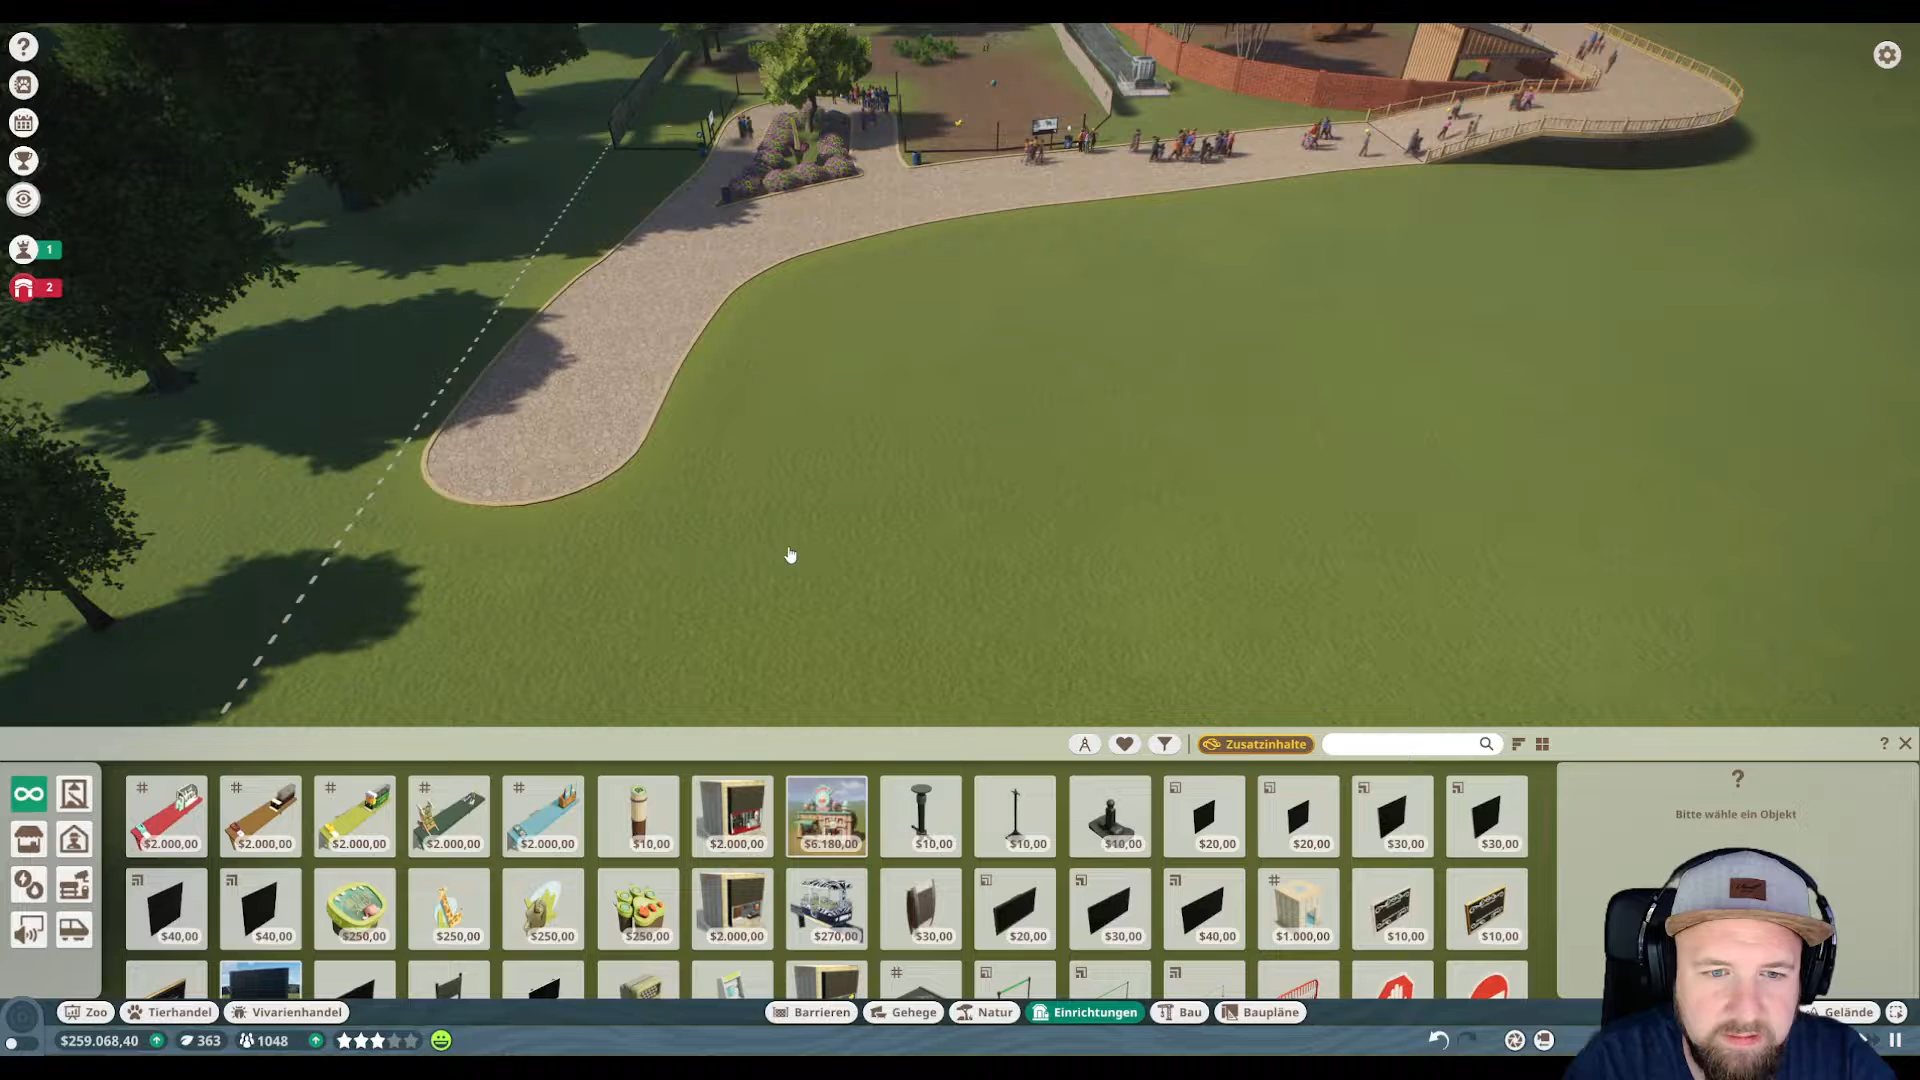 ?
1
2
Zusatzinhalte
? ×
?
Bitte wähle ein Objekt
$2.000,00 $2.000,00 $2.000,00 $2.000,00 $2.000,00 $10,00 $2.000,00 $6.180,00 $10,00 $10,00 $10,00 $20,00 $20,00 $30,00 $30,00
$40,00 $40,00 $250,00 $250,00 $250,00 $250,00 $2.000,00 $270,00 $30,00 $20,00 $30,00 $40,00 $1.000,00 $10,00 $10,00
Zoo Tierhandel Vivarienhandel Barrieren Gehege Natur Einrichtungen Bau Baupläne Gelände
$259.068,40 363 1048